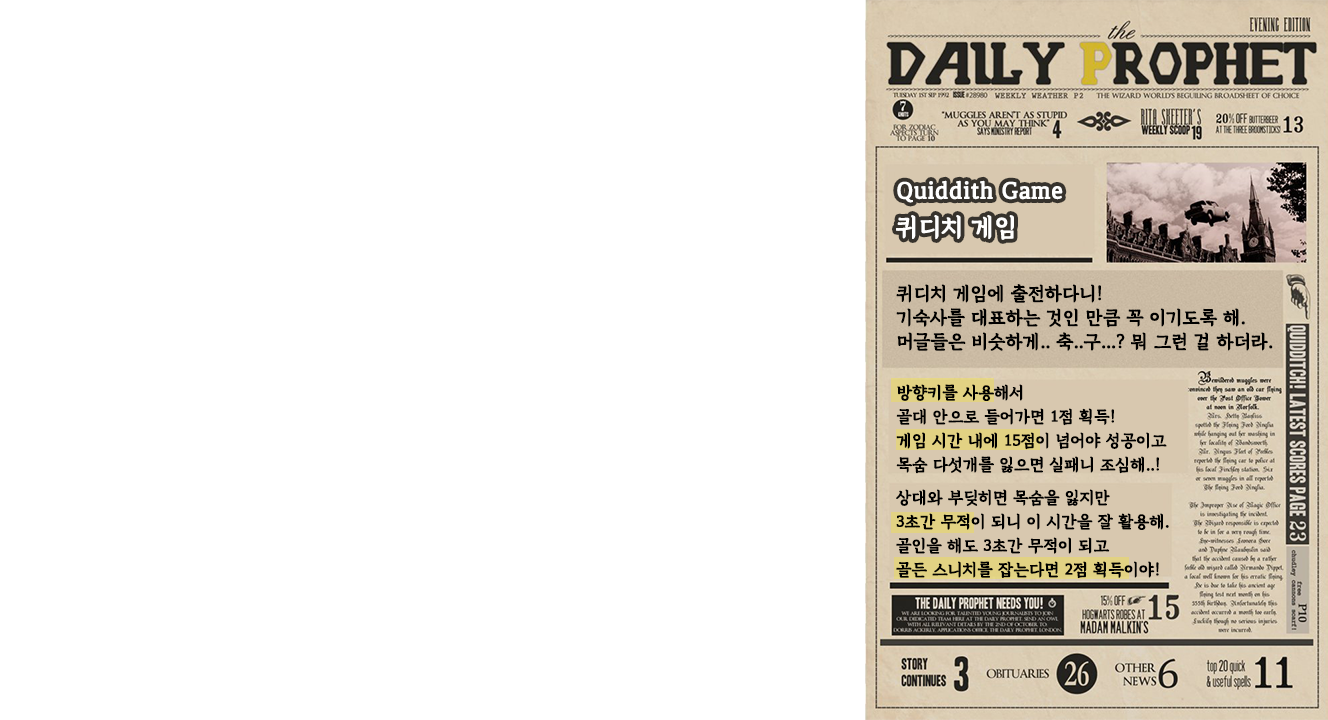 EVENING EDITION
the
DAILY PROPHET
TUESDAY 1ST SEP 1992 ISSUE #28980 WEEKLY WEATHER P2 THE WIZARD WORLD'S BEGUILING BROADSHEET OF CHOICE
7
UNITS
FOR ZODIAC
ASPECTS TURN
TO PAGE 10
"MUGGLES AREN'T AS STUPID
AS YOU MAY THINK"
SAYS MINISTRY REPORT 4
RITA SKEETER'S
WEEKLY SCOOP 19
20% OFF BUTTERBEER
AT THE THREE BROOMSTICKS! 13
Quiddith Game
퀴디치 게임
퀴디치 게임에 출전하다니!
기숙사를 대표하는 것인 만큼 꼭 이기도록 해.
머글들은 비슷하게.. 축..구...? 뭐 그런 걸 하더라.
방향키를 사용해서
골대 안으로 들어가면 1점 획득!
게임 시간 내에 15점이 넘어야 성공이고
목숨 다섯개를 잃으면 실패니 조심해..!
상대와 부딪히면 목숨을 잃지만
3초간 무적이 되니 이 시간을 잘 활용해.
골인을 해도 3초간 무적이 되고
골든 스니치를 잡는다면 2점 획득이야!
Bewildered muggles were
convinced they saw an old car flying
over the Post Office Tower
at noon in Norfolk.
Mrs. Hetty Bayliss
spotted the Flying Ford Anglia
while hanging out her washing in
her locality of Wandsworth.
Mr. Angus Fleet of Peebles
reported the flying car to police at
his local Finchley station. Six
or seven muggles in all reported
the flying Ford Anglia.
The Improper Use of Magic Office
is investigating the incident.
The Wizard responsible is expected
to be in for a very rough time.
Eye-witnesses
and
said
that the accident caused by a rather
feeble old wizard called Armando Dippet,
a local well known for his erratic flying.
He is due to take his ancient age
flying test next month on his
355th birthday. Unfortunately this
accident occurred a month too early.
Luckily though no serious injuries
were incurred.
QUIDDITCH! LATEST SCORES PAGE 23
chudley free P10
cannons scarf!
THE DAILY PROPHET NEEDS YOU!
WE ARE LOOKING FOR TALENTED YOUNG JOURNALISTS TO JOIN
OUR DEDICATED TEAM HERE AT THE DAILY PROPHET. SEND AN OWL
WITH ALL RELEVANT DETAILS BY THE 2ND OF OCTOBER, TO
DORRIS ACKERLY, APPLICATIONS OFFICE, THE DAILY PROPHET, LONDON.
15% OFF
HOGWARTS ROBES AT 15
MADAM MALKIN'S
STORY
CONTINUES 3
OBITUARIES 26
OTHER
NEWS 6
top 20 quick
& useful spells 11